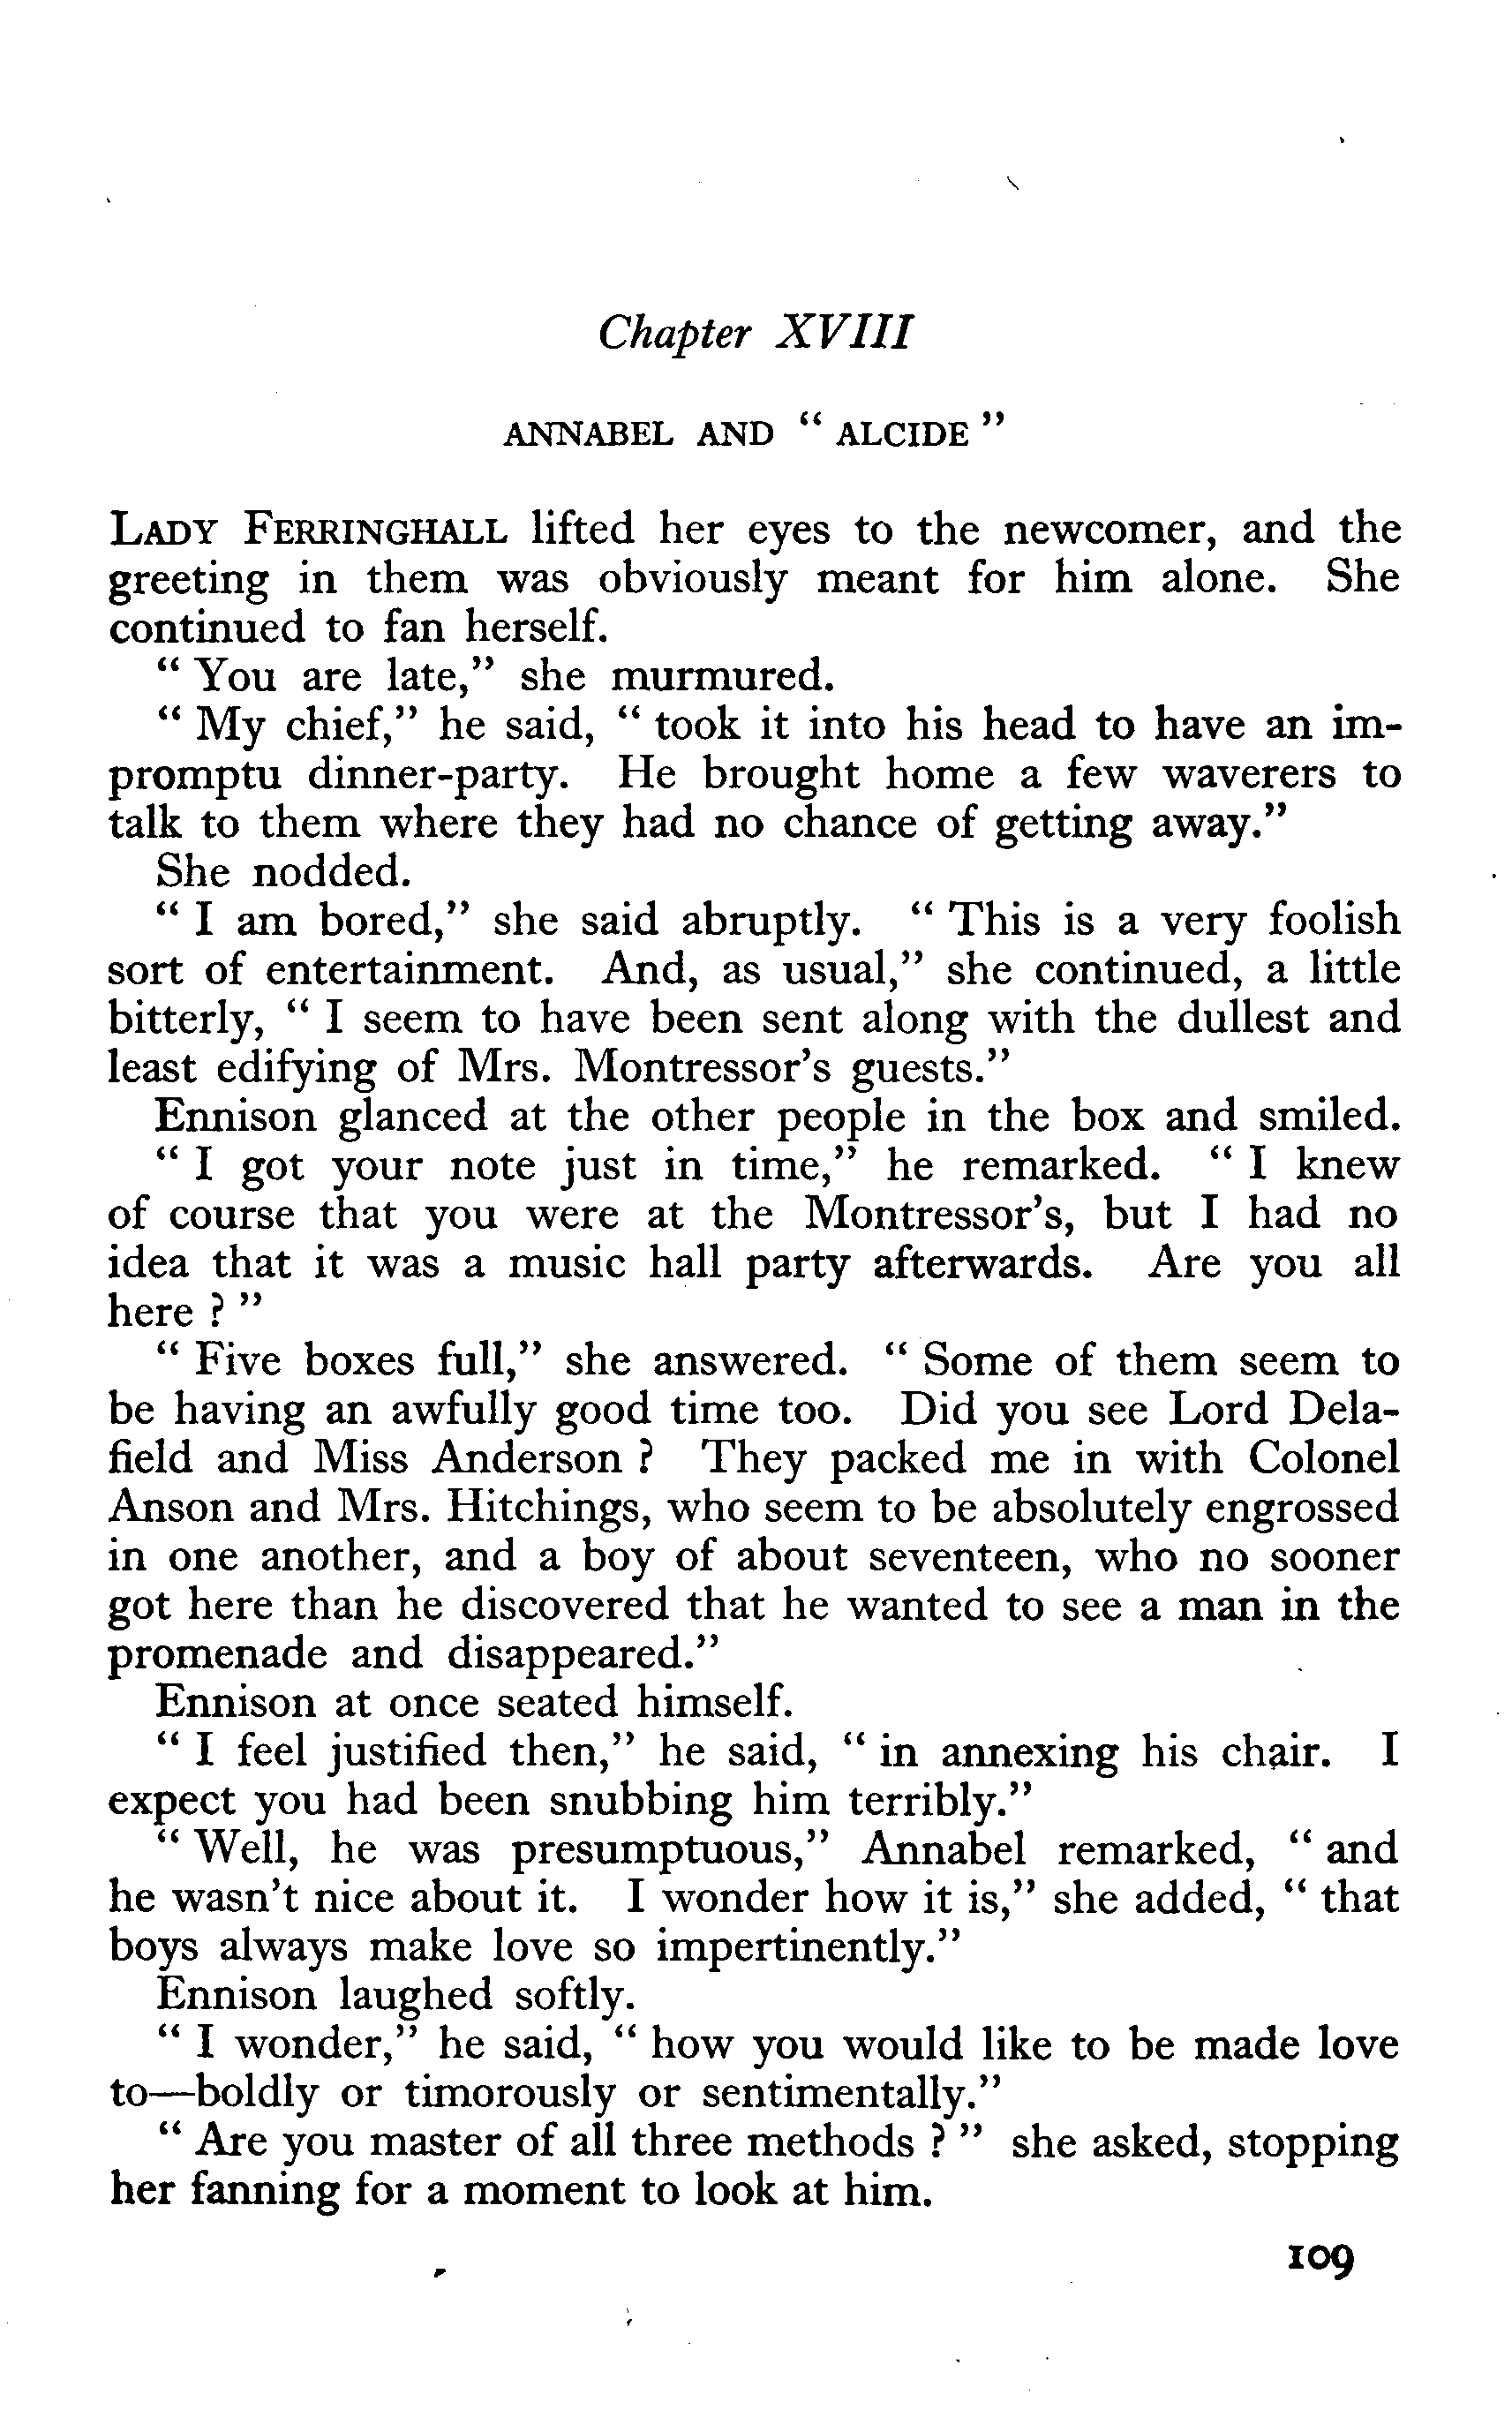 Chapter XVIII
ANNABEL AND " ALCIDE "
LADY FERRINGHALL lifted her eyes to the newcomer, and the
greeting in them was obviously meant for him alone. She
continued to fan herself.
" You are late," she murmured.
" My chief," he said, " took it into his head to have an im-
promptu dinner-party. He brought home a few waverers to
talk to them where they had no chance of getting away."
She nodded.
" I am bored," she said abruptly. " This is a very foolish
sort of entertainment. And, as usual," she continued, a little
bitterly, " I seem to have been sent along with the dullest and
least edifying of Mrs. Montressor's guests."
Ennison glanced at the other people in the box and smiled.
" I got your note just in time," he remarked. " I knew
of course that you were at the Montressor's, but I had no
idea that it was a music hall party afterwards. Are you all
here ? "
" Five boxes full," she answered. " Some of them seem to
be having an awfully good time too. Did you see Lord Dela-
field and Miss Anderson ? They packed me in with Colonel
Anson and Mrs. Hitchings, who seem to be absolutely engrossed
in one another, and a boy of about seventeen, who no sooner
got here than he discovered that he wanted to see a man in the
promenade and disappeared."
Ennison at once seated himself.
" I feel justified then," he said, " in annexing his chair. I
expect you had been snubbing him terribly."
" Well, he was presumptuous," Annabel remarked, " and
he wasn't nice about it. I wonder how it is," she added, " that
boys always make love so impertinently."
Ennison laughed softly.
" I wonder," he said, " how you would like to be made love
to—boldly or timorously or sentimentally."
" Are you master of all three methods ? " she asked, stopping
her fanning for a moment to look at him.
109